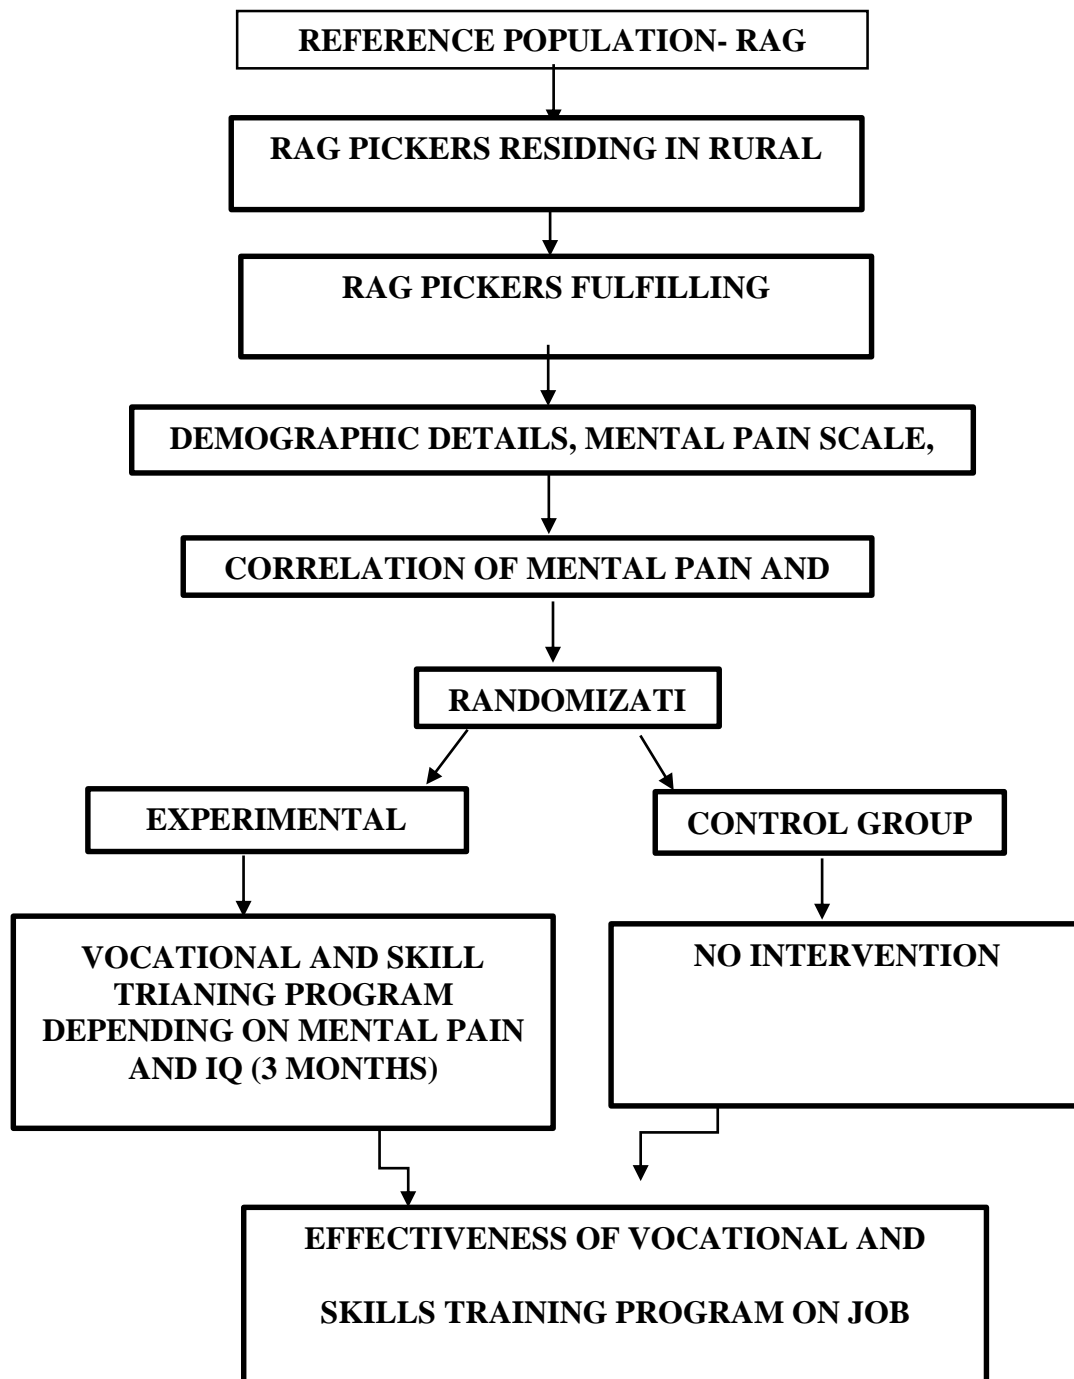 REFERENCE POPULATION- RAG
RAG PICKERS RESIDING IN RURAL
RAG PICKERS FULFILLING
DEMOGRAPHIC DETAILS, MENTAL PAIN SCALE,
CORRELATION OF MENTAL PAIN AND
RANDOMIZATI
EXPERIMENTAL
CONTROL GROUP
VOCATIONAL AND SKILL
TRIANING PROGRAM
DEPENDING ON MENTAL PAIN
AND IQ (3 MONTHS)
NO INTERVENTION
EFFECTIVENESS OF VOCATIONAL AND
SKILLS TRAINING PROGRAM ON JOB